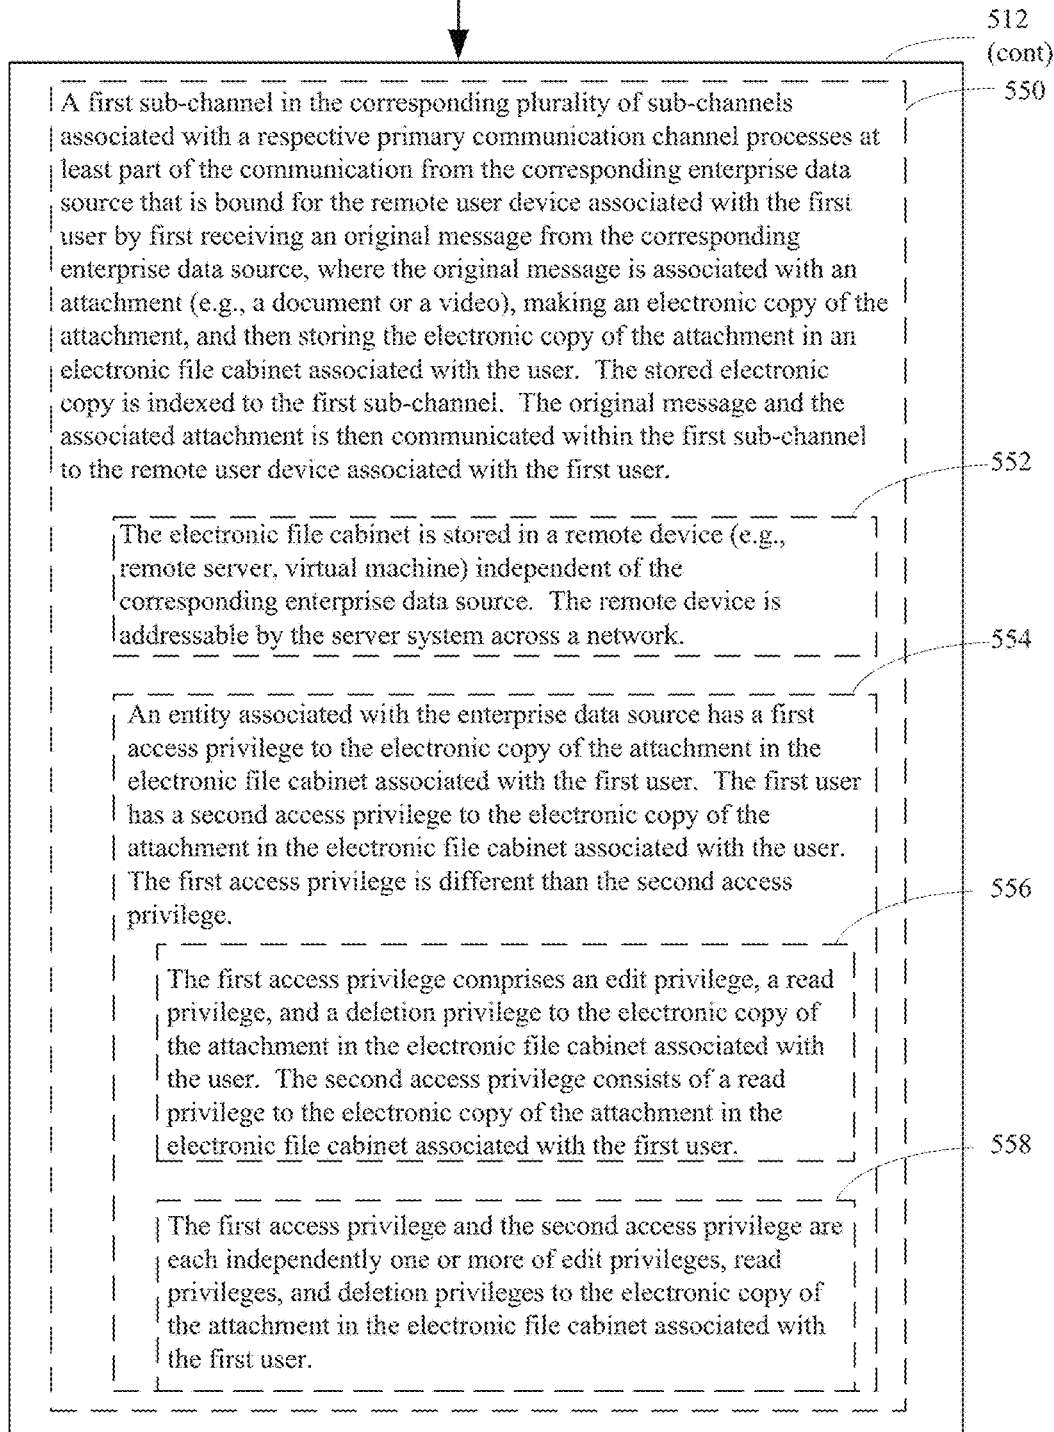 512
(cont)
550
A first sub-channel in the corresponding plurality of sub-channels
associated with a respective primary communication channel processes at
least part of the communication from the corresponding enterprise data
source that is bound for the remote user device associated with the first
user by first receiving an original message from the corresponding
enterprise data source, where the original message is associated with an
attachment (e.g., a document or a video), making an electronic copy of the
attachment, and then storing the electronic copy of the attachment in an
electronic file cabinet associated with the user. The stored electronic
copy is indexed to the first sub-channel. The original message and the
associated attachment is then communicated within the first sub-channel
to the remote user device associated with the first user.
552
The electronic file cabinet is stored in a remote device (e.g.,
remote server, virtual machine) independent of the
corresponding enterprise data source. The remote device is
addressable by the server system across a network.
554
An entity associated with the enterprise data source has a first
access privilege to the electronic copy of the attachment in the
electronic file cabinet associated with the first user. The first user
has a second access privilege to the electronic copy of the
attachment in the electronic file cabinet associated with the user.
The first access privilege is different than the second access
privilege.
556
The first access privilege comprises an edit privilege, a read
privilege, and a deletion privilege to the electronic copy of
the attachment in the electronic file cabinet associated with
the user. The second access privilege consists of a read
privilege to the electronic copy of the attachment in the
electronic file cabinet associated with the first user.
558
The first access privilege and the second access privilege are
each independently one or more of edit privileges, read
privileges, and deletion privileges to the electronic copy of
the attachment in the electronic file cabinet associated with
the first user.